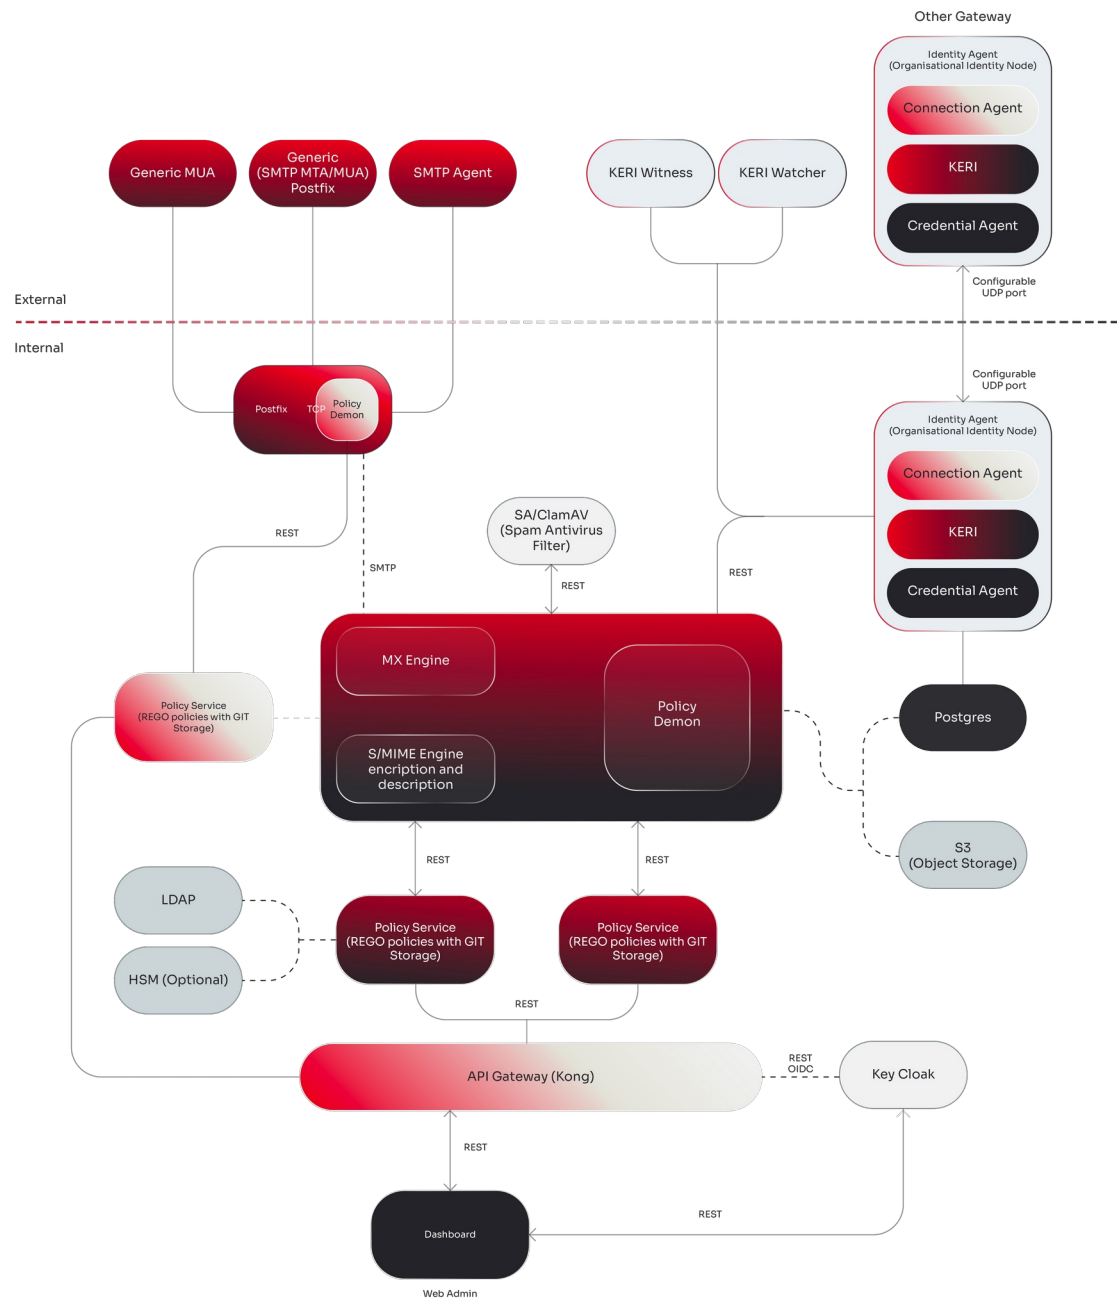 Other Gateway
Identity Agent
(Organisational Identity Node)
Connection Agent
KERI
Credential Agent
Generic MUA
Generic
(SMTP MTA/MUA)
Postfix
SMTP Agent
KERI Witness
KERI Watcher
Configurable
UDP port
External
Internal
Configurable
UDP port
Postfix
TCP
Policy
Demon
Identity Agent
(Organisational Identity Node)
Connection Agent
KERI
Credential Agent
SA/ClamAV
(Spam Antivirus
Filter)
REST
SMTP
REST
REST
MX Engine
Policy
Demon
S/MIME Engine
encription and
description
Policy Service
(REGO policies with GIT
Storage)
Postgres
S3
(Object Storage)
REST
REST
LDAP
HSM (Optional)
Policy Service
(REGO policies with GIT
Storage)
Policy Service
(REGO policies with GIT
Storage)
REST
API Gateway (Kong)
REST
OIDC
Key Cloak
REST
REST
Dashboard
Web Admin